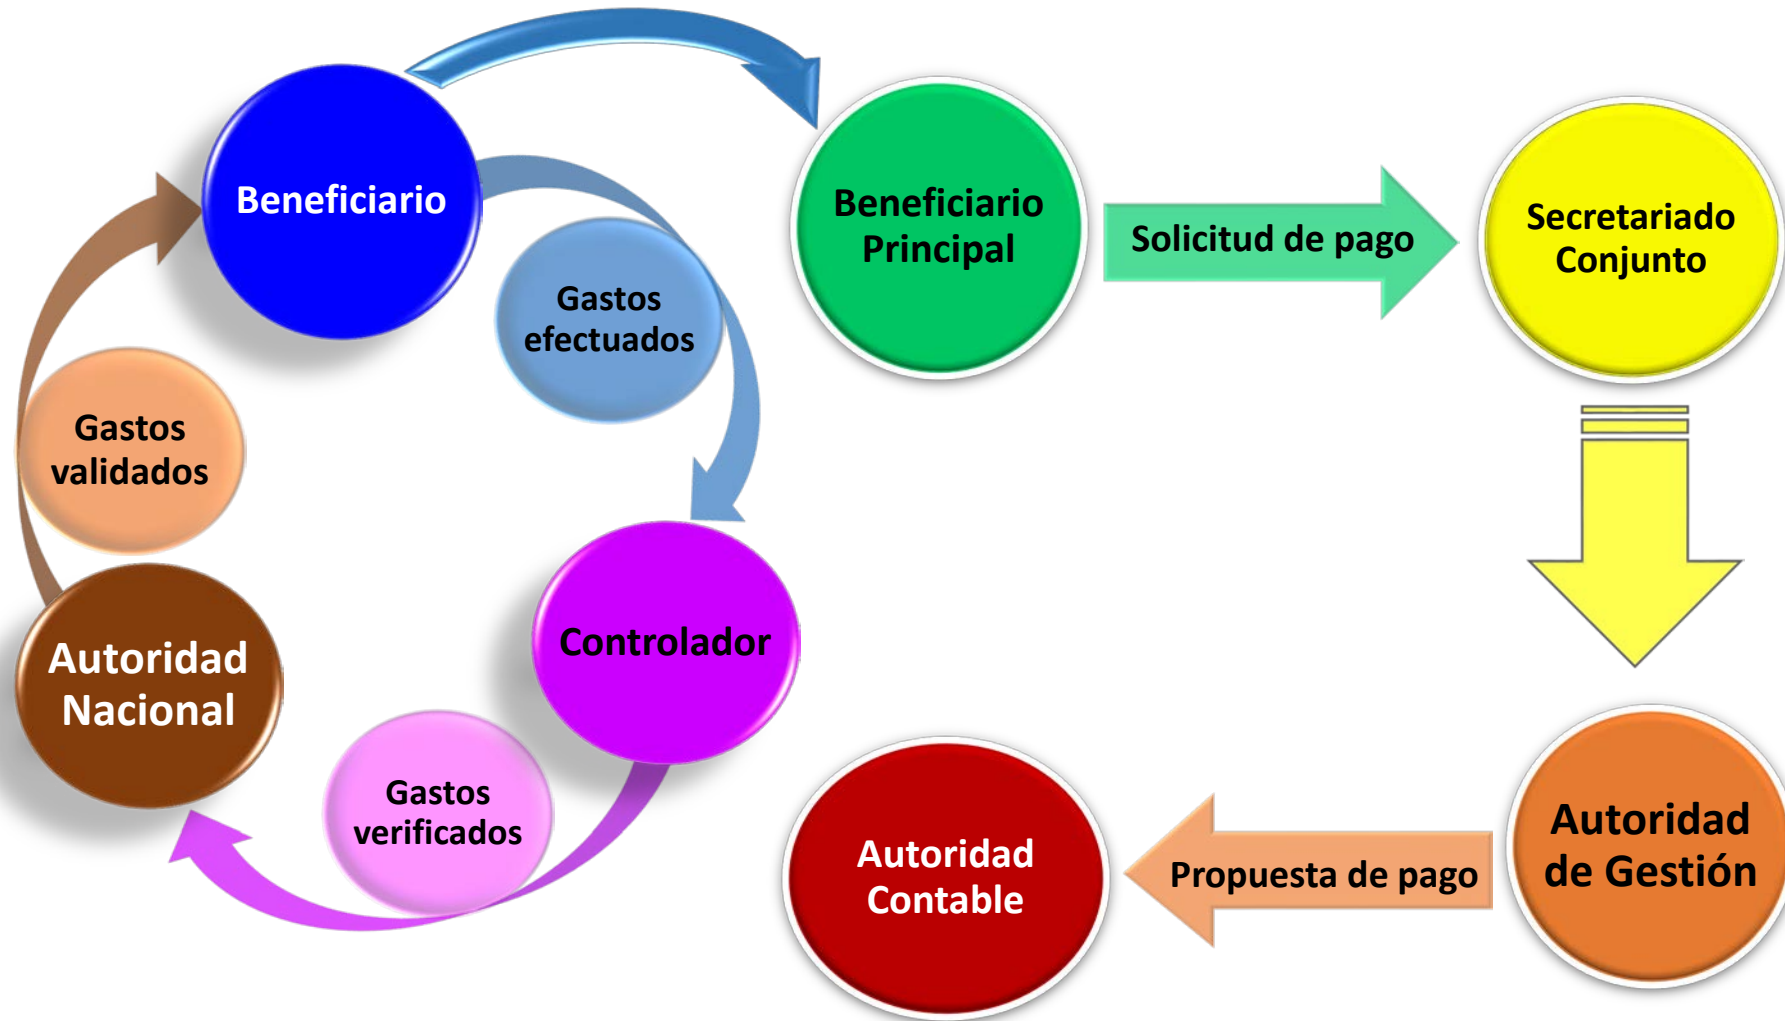 Beneficiario
Beneficiario
Principal
Solicitud de pago
Secretariado
Conjunto
Gastos
efectuados
Gastos
validados
Controlador
Autoridad
Nacional
Gastos
verificados
Autoridad
Contable
Propuesta de pago
Autoridad
de Gestión